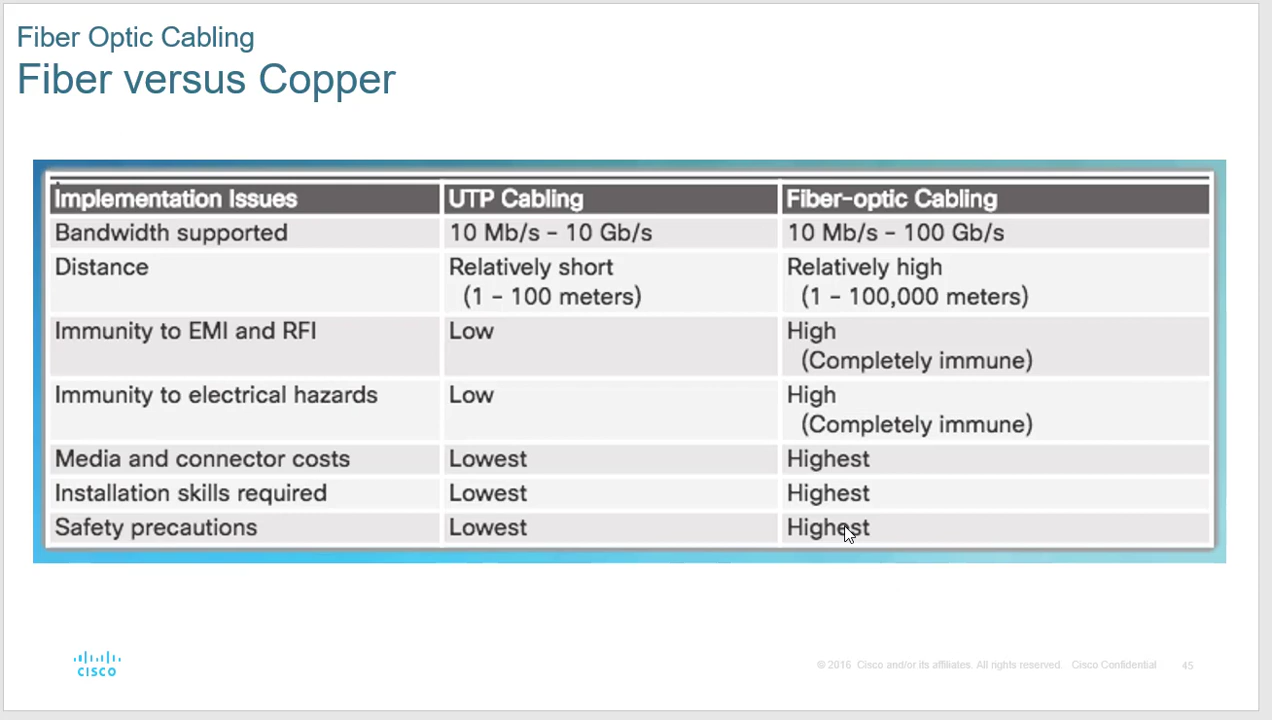 Fiber Optic Cabling
Fiber versus Copper
Implementation Issues UTP Cabling Fiber-optic Cabling
Bandwidth supported 10 Mb/s - 10 Gb/s 10 Mb/s - 100 Gb/s
Distance Relatively short Relatively high
(1 - 100 meters) (1 - 100,000 meters)
Immunity to EMI and RFI Low High
(Completely immune)
Immunity to electrical hazards Low High
(Completely immune)
Media and connector costs Lowest Highest
Installation skills required Lowest Highest
Safety precautions Lowest Highest
CISCO
© 2016 Cisco and/or its affiliates. All rights reserved. Cisco Confidential 45